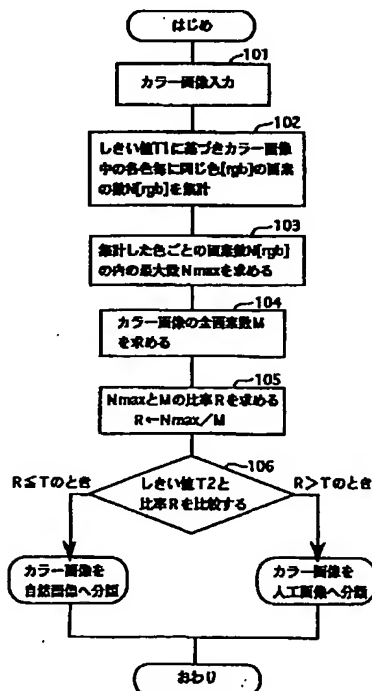 はじめ
101
カラー画像入力
102
しきい値T1に基づきカラー画像
中の各色毎に同じ色[rgb]の画素
の数N[rgb]を集計
103
集計した色ごとの画素数N[rgb]
の内の最大数Nmaxを求める
104
カラー画像の全画素数M
を求める
105
NmaxとMの比率Rを求める
R←Nmax/M
106
R≦Tのとき
しきい値T2と
比率Rを比較する
R>Tのとき
カラー画像を
自然画像へ分類
カラー画像を
人工画像へ分類
おわり